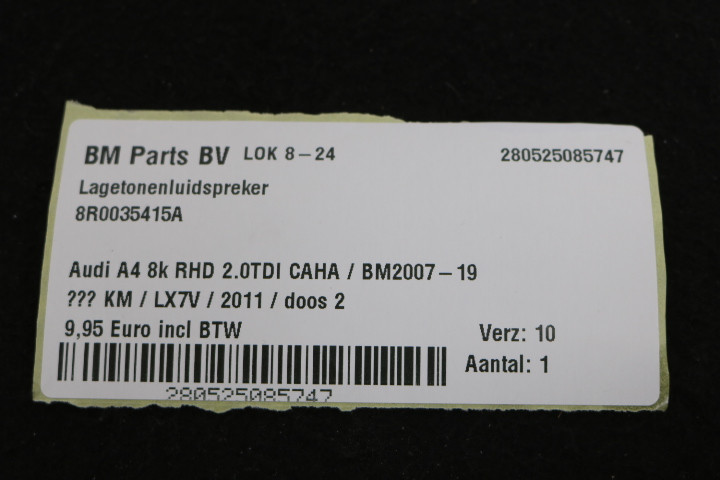 BM Parts BV LOK 8-24 280525085747
Lagetonenluidspreker
8R0035415A
Audi A4 8k RHD 2.0TDI CAHA / BM2007-19
??? KM / LX7V / 2011 / doos 2
9,95 Euro incl BTW Verz: 10
Aantal: 1
280525085747